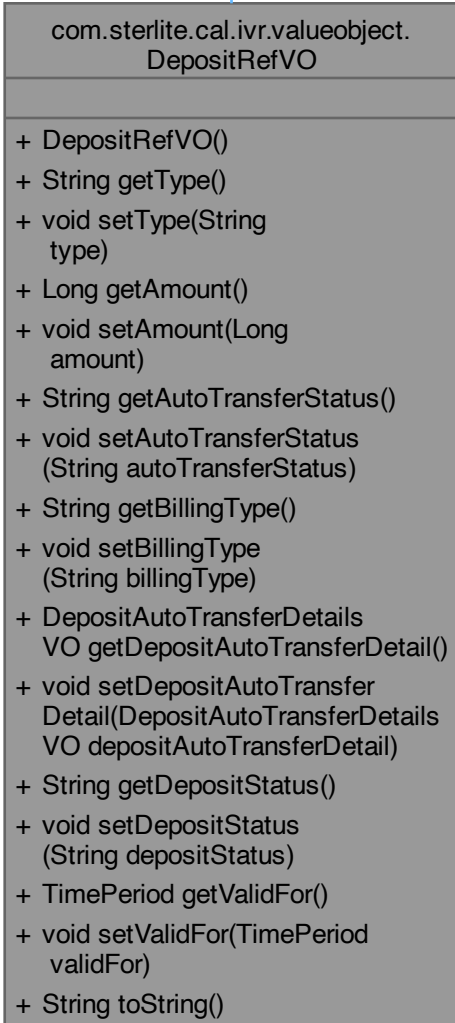 com.sterlite.cal.ivr.valueobject.
DepositRefVO
+ DepositRefVO()
+ String getType()
+ void setType(String
type)
+ Long getAmount()
+ void setAmount(Long
amount)
+ String getAutoTransferStatus()
+ void setAutoTransferStatus
(String autoTransferStatus)
+ String getBillingType()
+ void setBillingType
(String billingType)
+ DepositAutoTransferDetails
VO getDepositAutoTransferDetail()
+ void setDepositAutoTransfer
Detail(DepositAutoTransferDetails
VO depositAutoTransferDetail)
+ String getDepositStatus()
+ void setDepositStatus
(String depositStatus)
+ TimePeriod getValidFor()
+ void setValidFor(TimePeriod
validFor)
+ String toString()